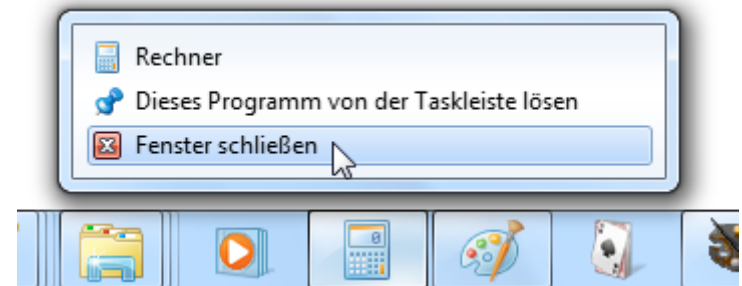 Rechner
Dieses Programm von der Taskleiste lösen
Fenster schließen